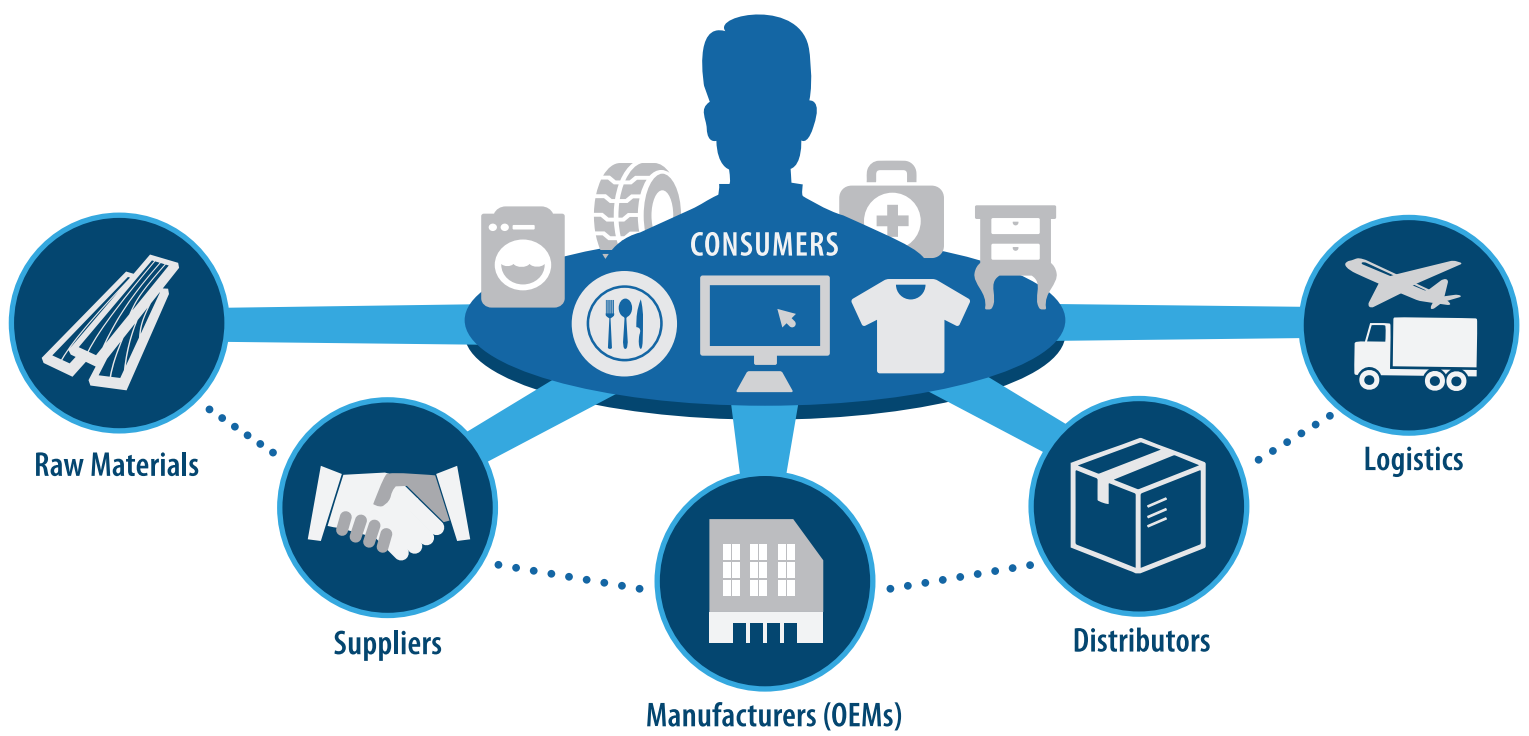 CONSUMERS
Raw Materials
Logistics
Suppliers
Distributors
Manufacturers (OEMs)